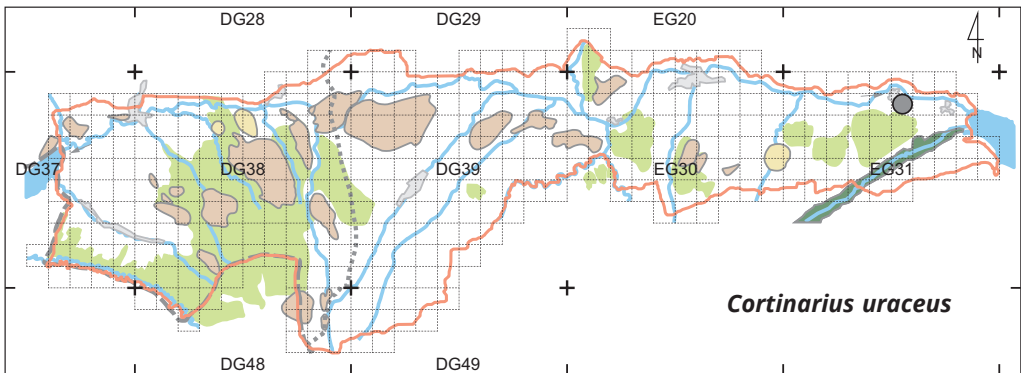 DG28 DG29 EG20
N
DG37 DG38 DG39 EG30 EG31
Cortinarius uraceus
DG48 DG49